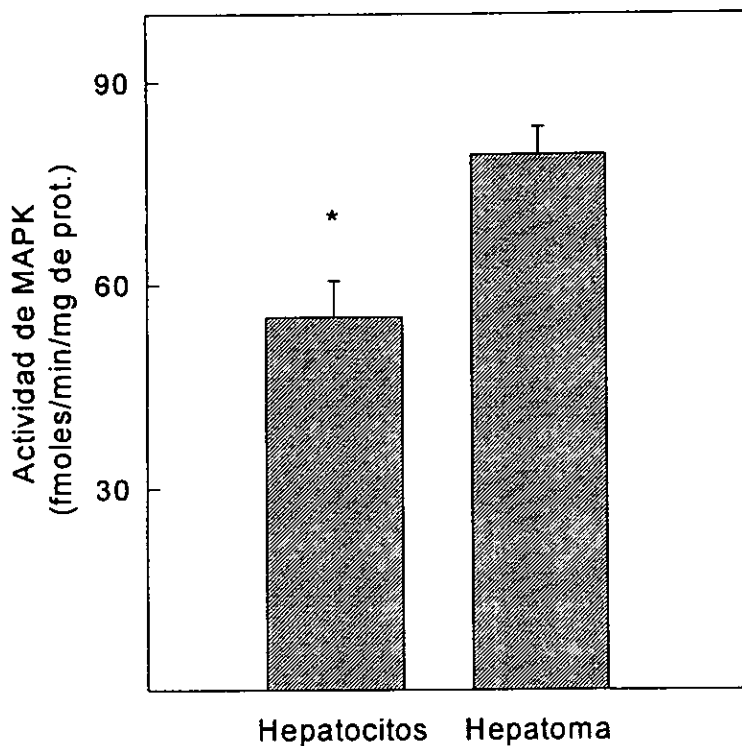 Actividad de MAPK
(fmoles/min/mg de prot.)
90
60
30
*
Hepatocitos
Hepatoma